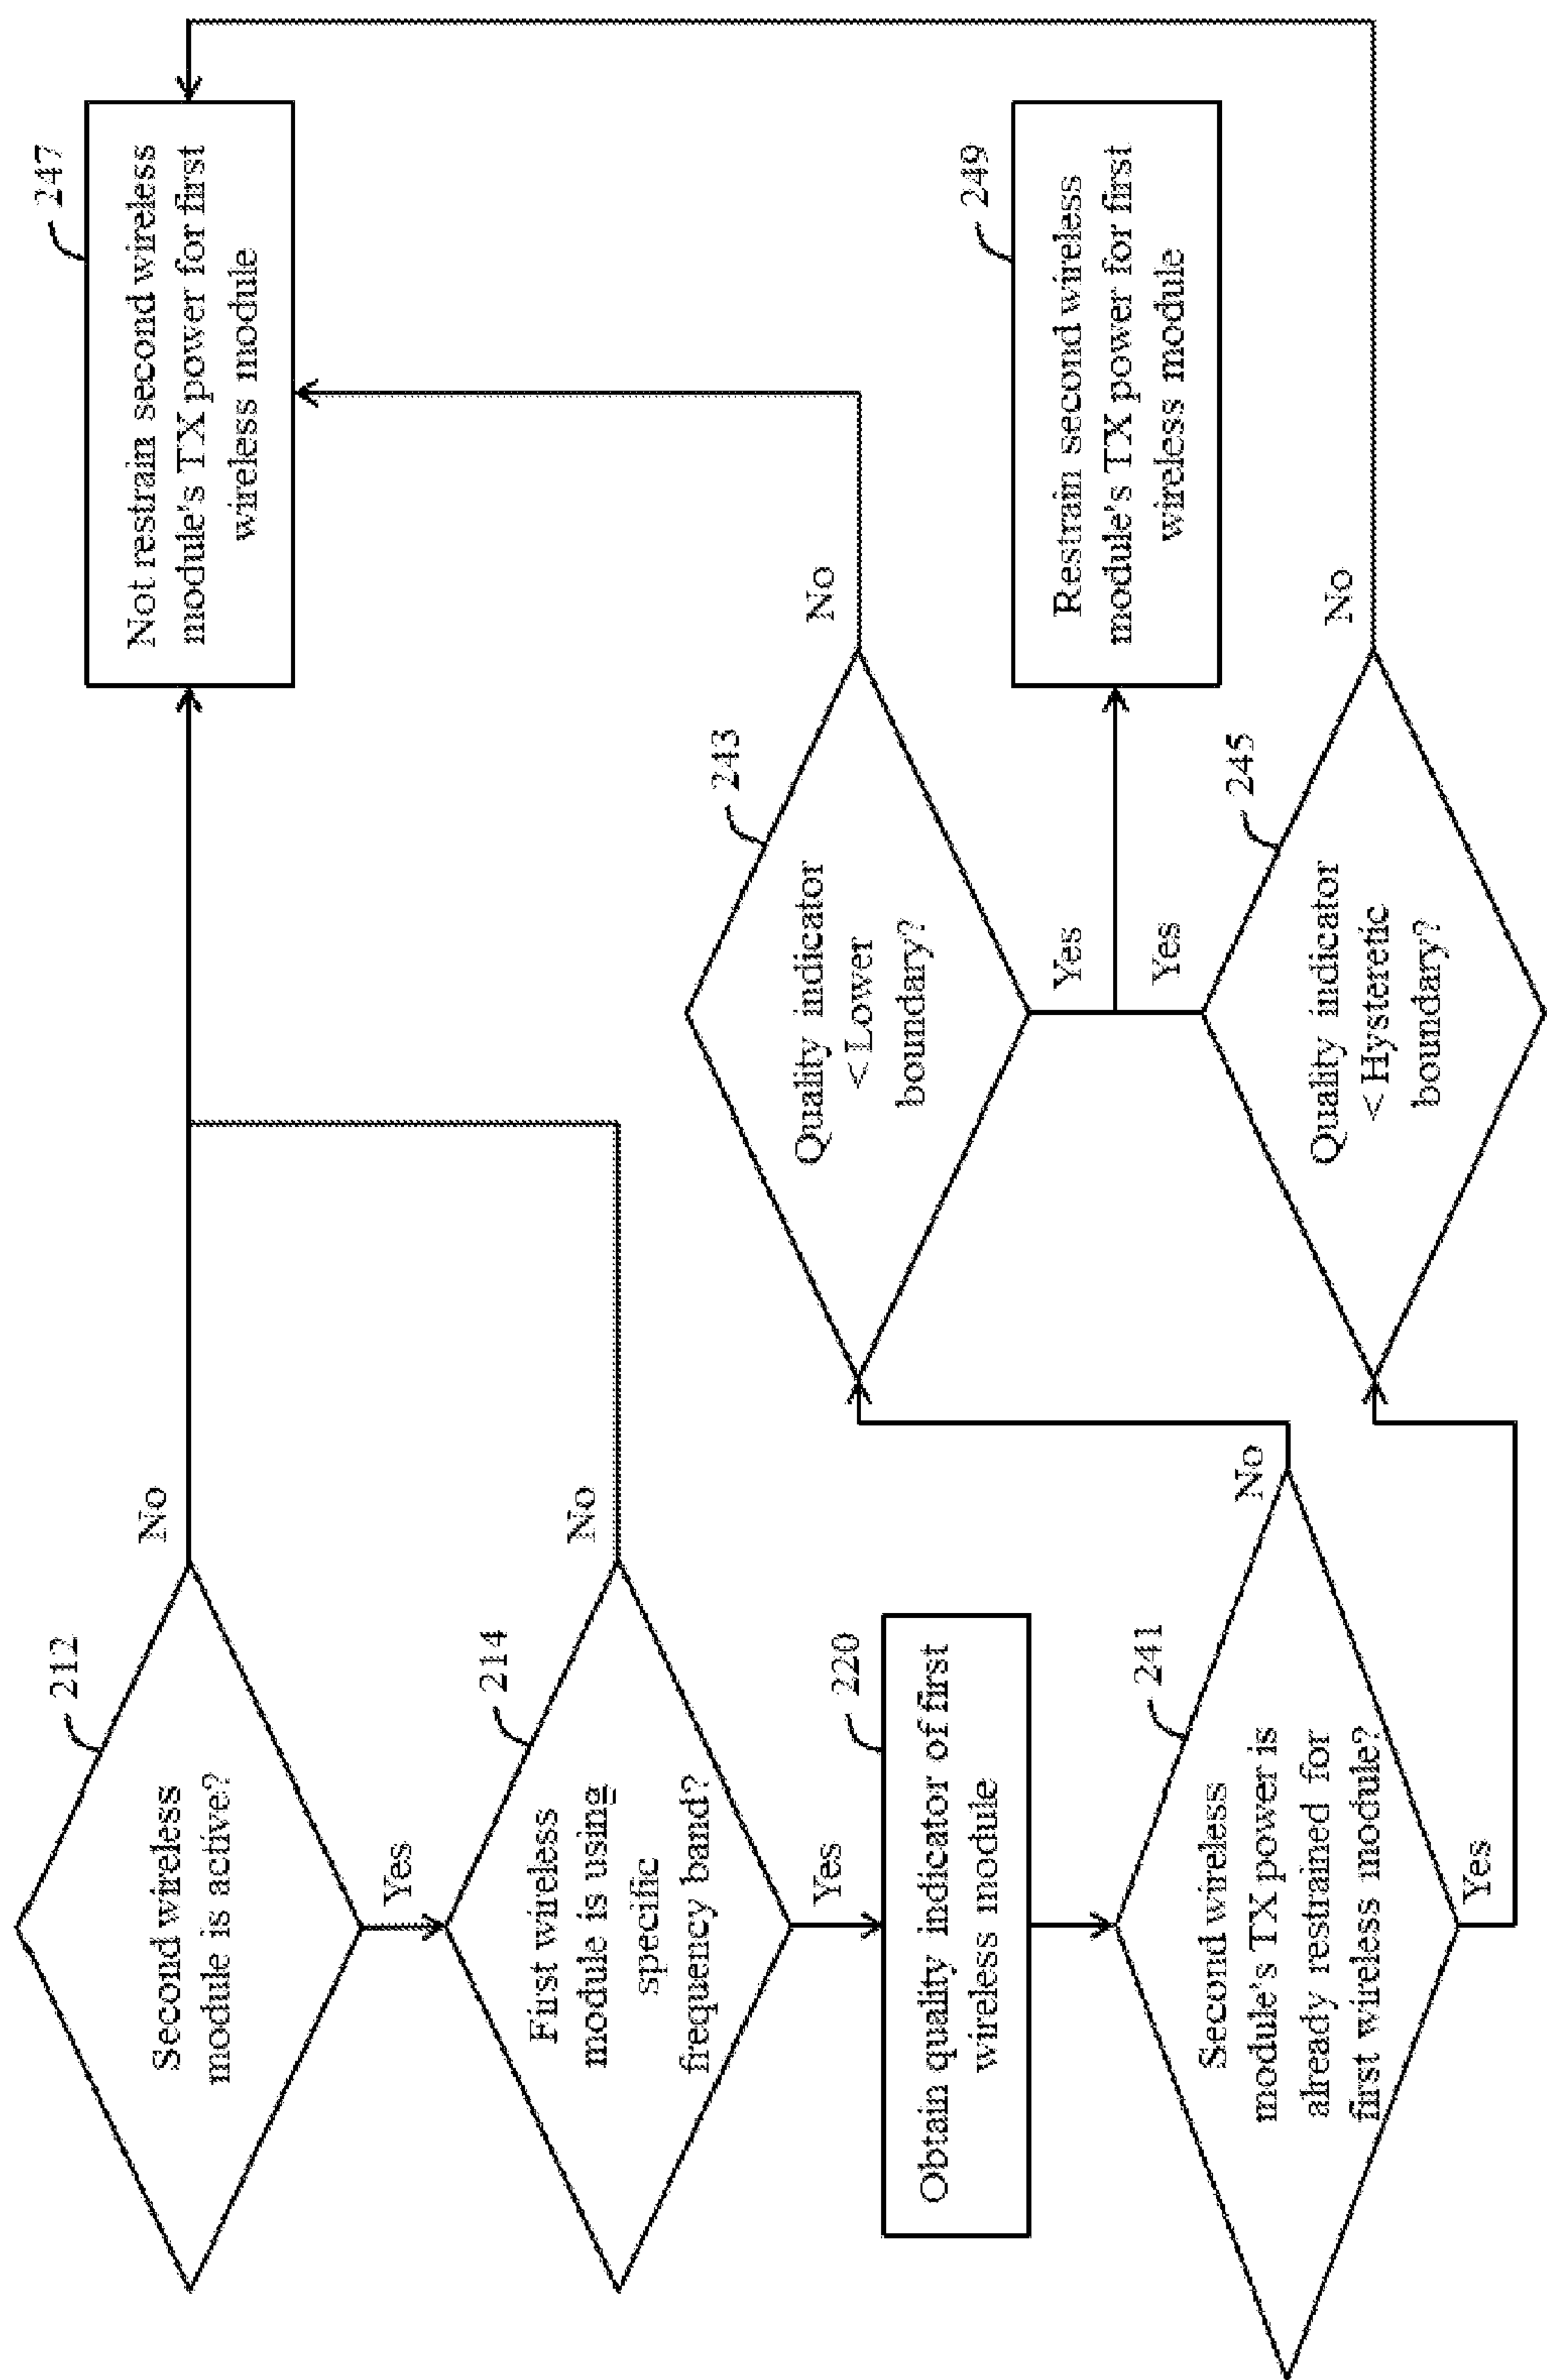 212
Second wireless
module is active?
No
Yes
214
First wireless
module is using
specific
frequency band?
No
Yes
220
Obtain quality indicator of first
wireless module
241
Second wireless
module's TX power is
already restrained for
first wireless module?
No
Yes
247
Not restrain second wireless
module's TX power for first
wireless module
243
Quality indicator
< Lower
boundary?
No
Yes
249
Restrain second wireless
module's TX power for first
wireless module
Yes
245
Quality indicator
< Hysteretic
boundary?
No